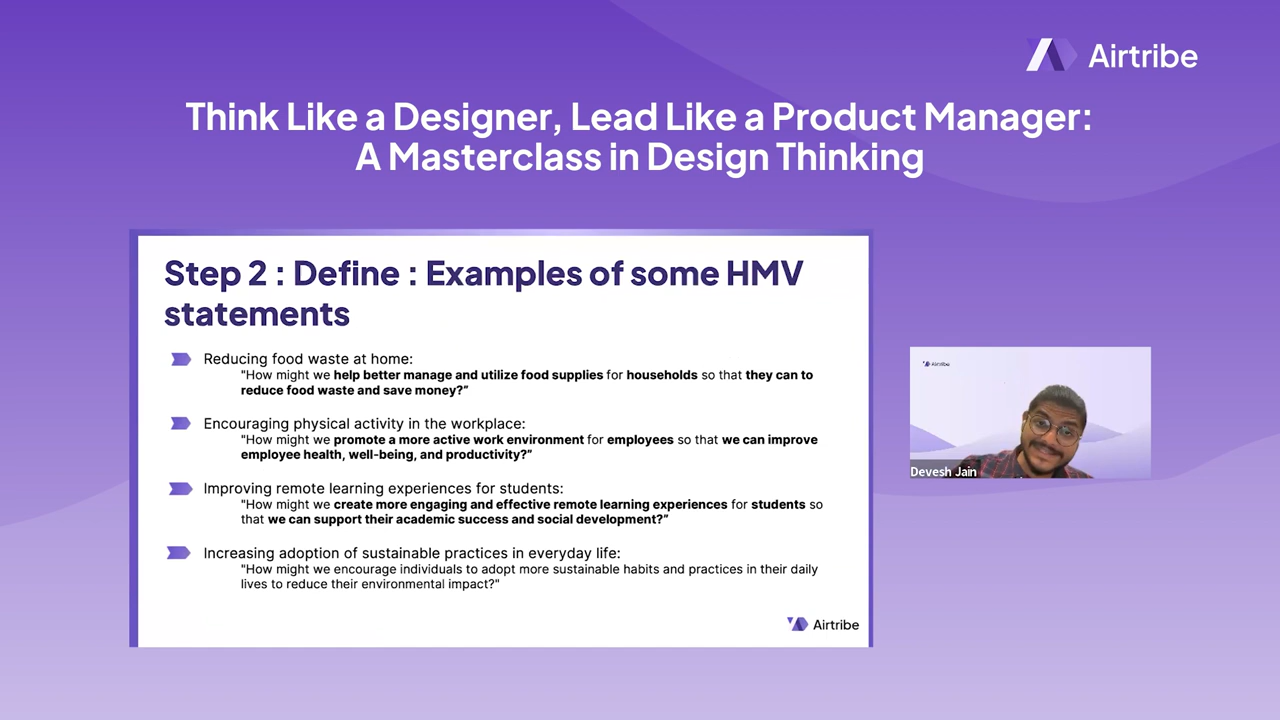 Airtribe
Think Like a Designer, Lead Like a Product Manager:
A Masterclass in Design Thinking
Step 2 : Define : Examples of some HMV
statements
Reducing food waste at home:
"How might we help better manage and utilize food supplies for households so that they can to
reduce food waste and save money?”
Encouraging physical activity in the workplace:
"How might we promote a more active work environment for employees so that we can improve
employee health, well-being, and productivity?”
Improving remote learning experiences for students:
"How might we create more engaging and effective remote learning experiences for students so
that we can support their academic success and social development?”
Increasing adoption of sustainable practices in everyday life:
"How might we encourage individuals to adopt more sustainable habits and practices in their daily
lives to reduce their environmental impact?"
Airtribe
Airtribe
Devesh Jain